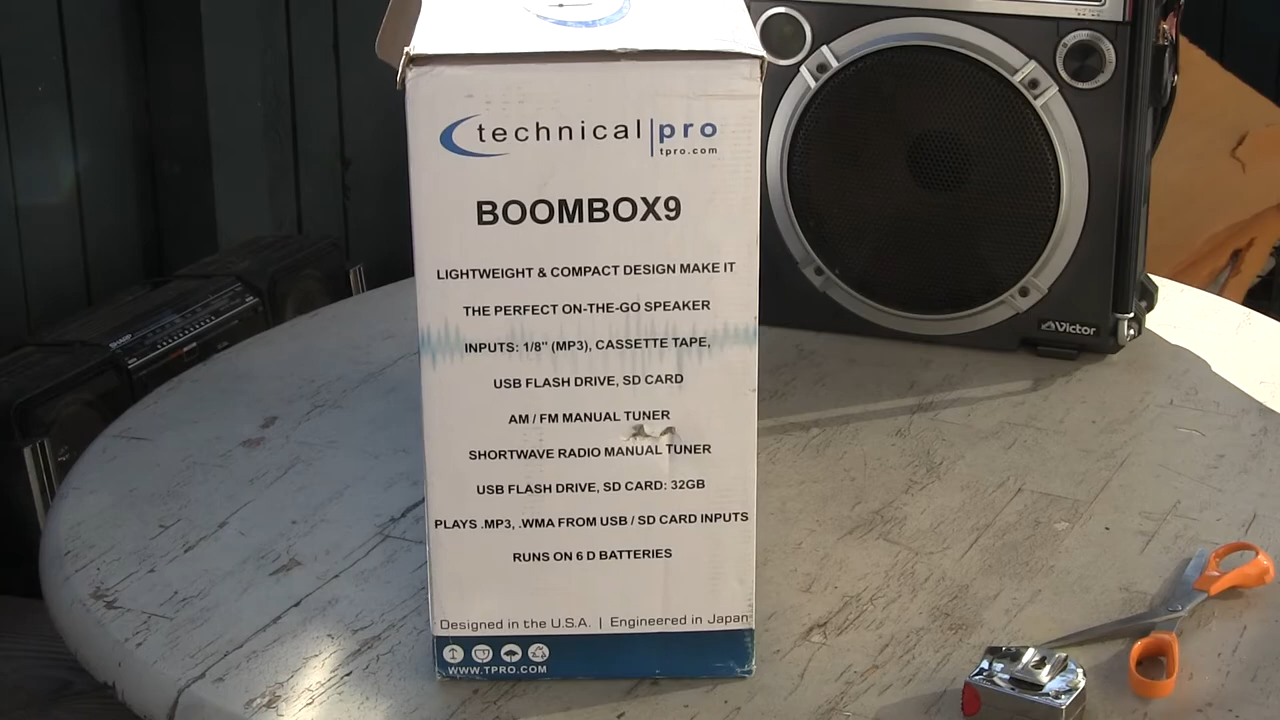 technical pro
tpro.com
BOOMBOX9
LIGHTWEIGHT & COMPACT DESIGN MAKE IT
THE PERFECT ON-THE-GO SPEAKER
INPUTS: 1/8" (MP3), CASSETTE TAPE,
USB FLASH DRIVE, SD CARD
AM / FM MANUAL TUNER
SHORTWAVE RADIO MANUAL TUNER
USB FLASH DRIVE, SD CARD: 32GB
PLAYS .MP3, .WMA FROM USB / SD CARD INPUTS
RUNS ON 6 D BATTERIES
Designed in the U.S.A. | Engineered in Japan
WWW.TPRO.COM
Victor
SHARP